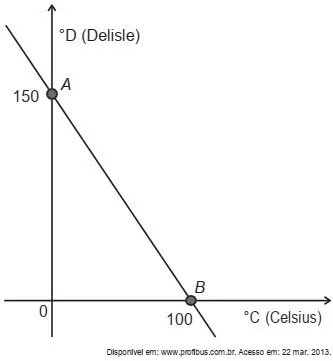 °D (Delisle)
A
150
B
0
100
°C (Celsius)
Disponível em: www.profibus.com.br. Acesso em: 22 mar. 2013.